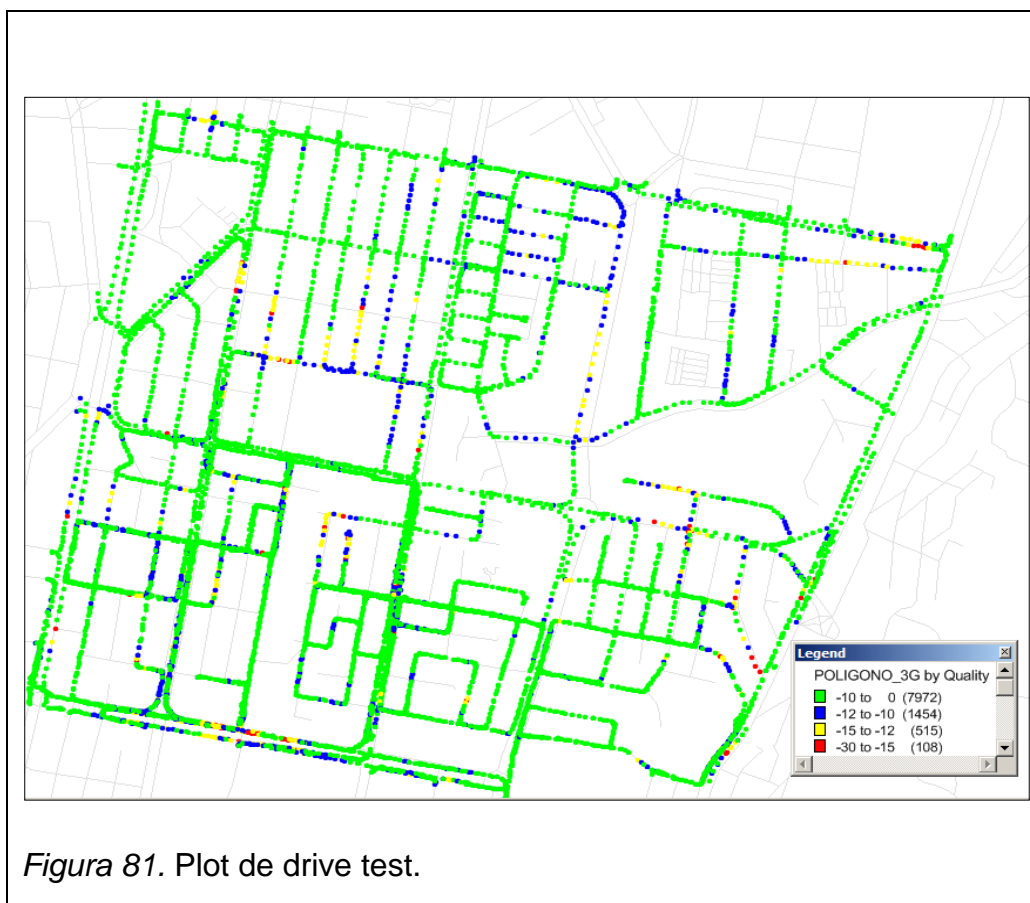 Legend
POLIGONO_3G by Quality
-10 to 0 (7972)
-12 to -10 (1454)
-15 to -12 (515)
-30 to -15 (108)
Figura 81. Plot de drive test.